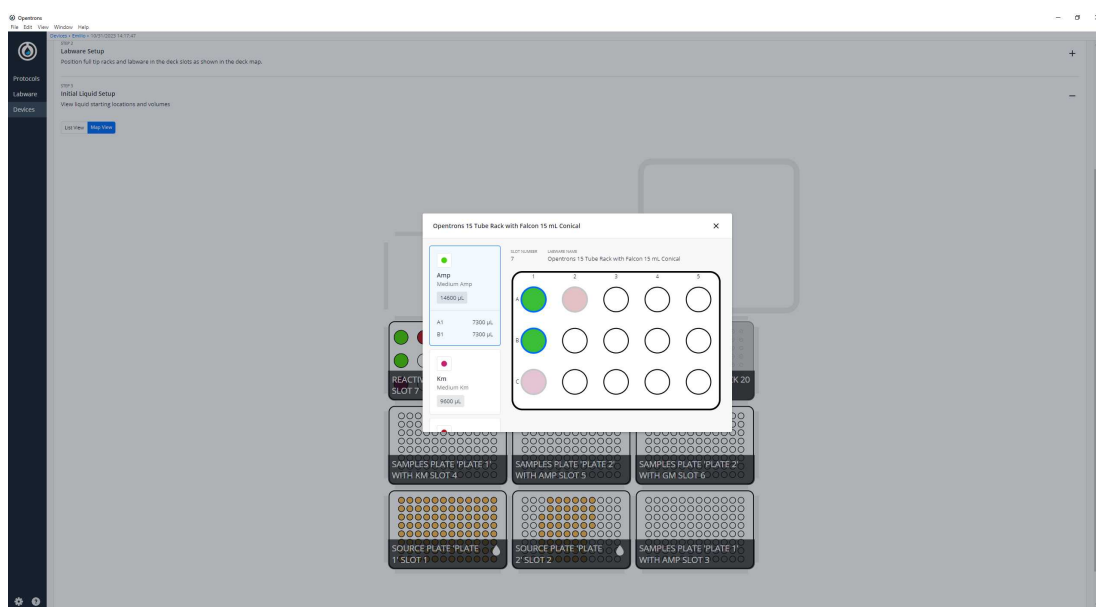 Opentrons
File Edit View Window Help
Protocols
Labware
Devices
STEP 2
Labware Setup
Position full tip racks and labware in the deck slots as shown in the deck map.
STEP 3
Initial Liquid Setup
View liquid starting locations and volumes
List View Map View
Opentrons 15 Tube Rack with Falcon 15 mL Conical
Amp
Medium Amp
14600 µL
A1 7300 µL
B1 7300 µL
Km
Medium Km
9600 µL
SLOT NUMBER LABWARE NAME
7 Opentrons 15 Tube Rack with Falcon 15 mL Conical
1 2 3 4 5
A
B
C
SLOT 7
K 20
SAMPLES PLATE 'PLATE 1' WITH KM SLOT 4
SAMPLES PLATE 'PLATE 2' WITH AMP SLOT 5
SAMPLES PLATE 'PLATE 2' WITH GM SLOT 6
SOURCE PLATE 'PLATE 1' SLOT 1
SOURCE PLATE 'PLATE 2' SLOT 2
SAMPLES PLATE 'PLATE 1' WITH AMP SLOT 3